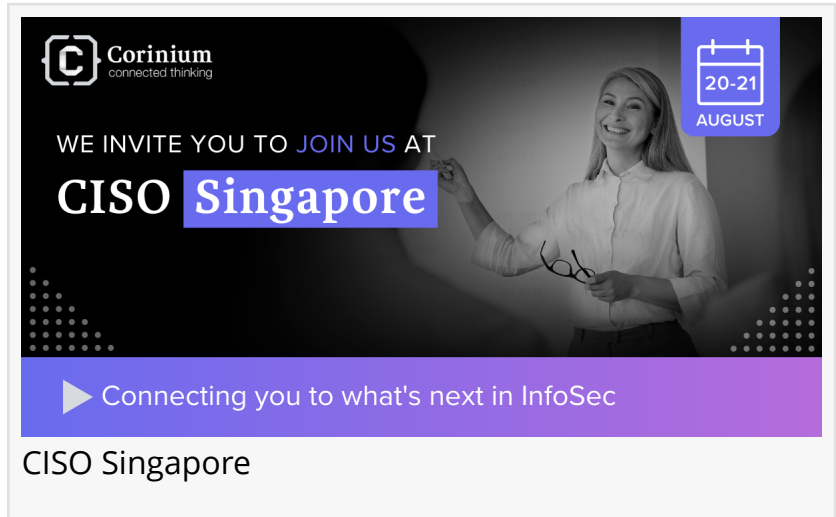 Corinium
connected thinking
20-21
AUGUST
WE INVITE YOU TO JOIN US AT
CISO Singapore
Connecting you to what's next in InfoSec
CISO Singapore